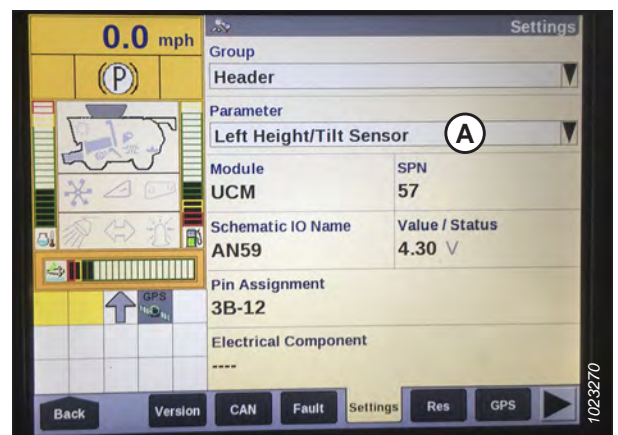 0.0 mph
(P)
Settings
Group
Header
Parameter
Left Height/Tilt Sensor
A
Module
UCM
SPN
57
Schematic IO Name
AN59
Value / Status
4.30 V
Pin Assignment
3B-12
Electrical Component
----
GPS
Back
Version
CAN
Fault
Settings
Res
GPS
1023270